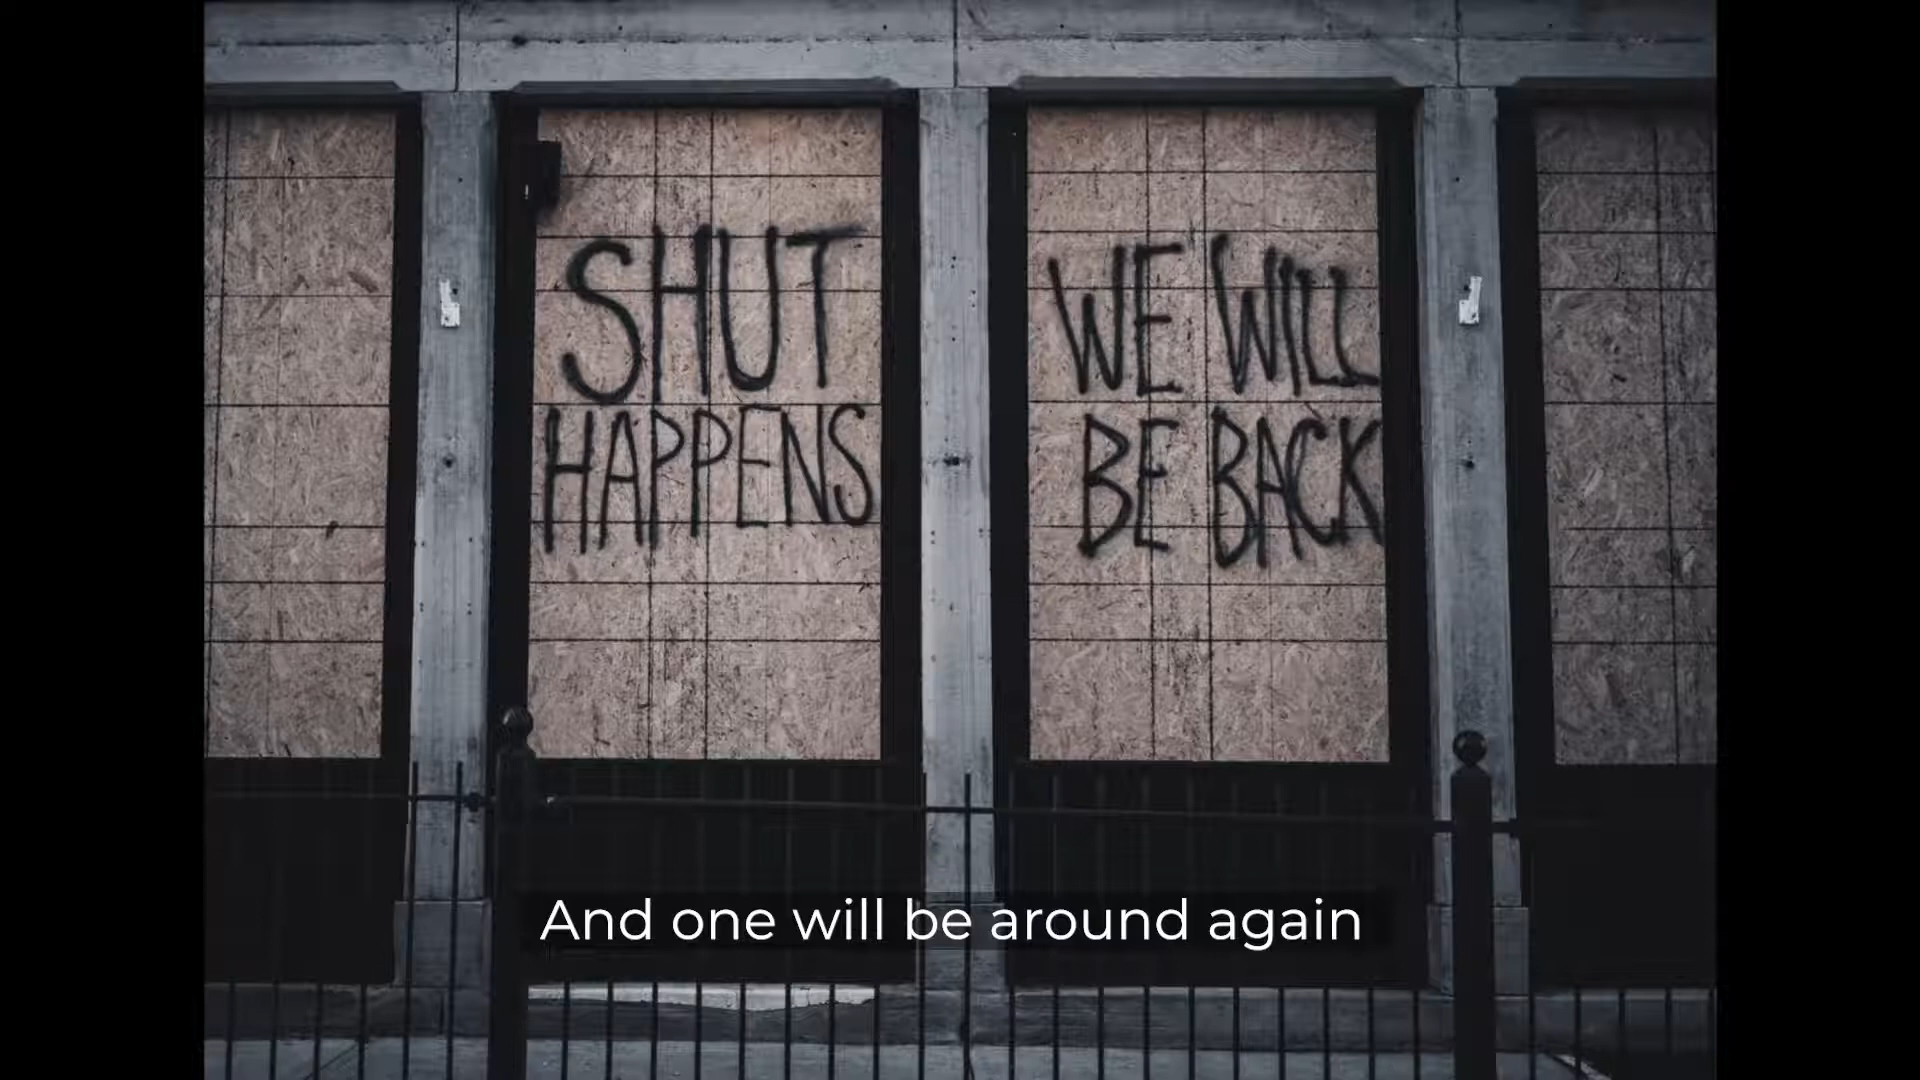 SHUT
HAPPENS
WE WILL
BE BACK
And one will be around again